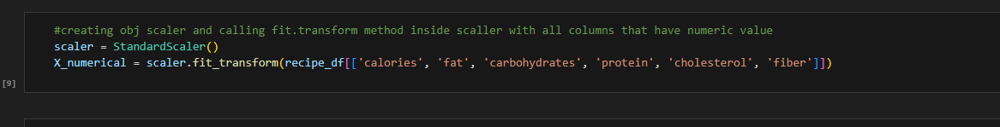 #creating obj scaler and calling fit.transform method inside scaller with all columns that have numeric value
scaler = StandardScaler()
X_numerical = scaler.fit_transform(recipe_df[['calories', 'fat', 'carbohydrates', 'protein', 'cholesterol', 'fiber']])
[9]